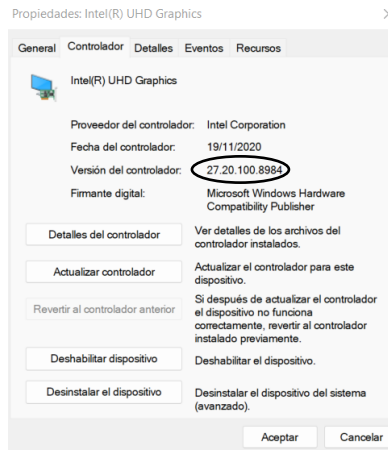 Propiedades: Intel(R) UHD Graphics
General Controlador Detalles Eventos Recursos
Intel(R) UHD Graphics
Proveedor del controlador: Intel Corporation
Fecha del controlador: 19/11/2020
Versión del controlador: 27.20.100.8984
Firmante digital: Microsoft Windows Hardware
Compatibility Publisher
Detalles del controlador
Ver detalles de los archivos del
controlador instalados.
Actualizar controlador
Actualizar el controlador para este
dispositivo.
Revertir al controlador anterior
Si después de actualizar el controlador
el dispositivo no funciona
correctamente, revertir al controlador
instalado previamente.
Deshabilitar dispositivo
Deshabilitar el dispositivo.
Desinstalar el dispositivo
Desinstalar el dispositivo del sistema
(avanzado).
Aceptar Cancelar